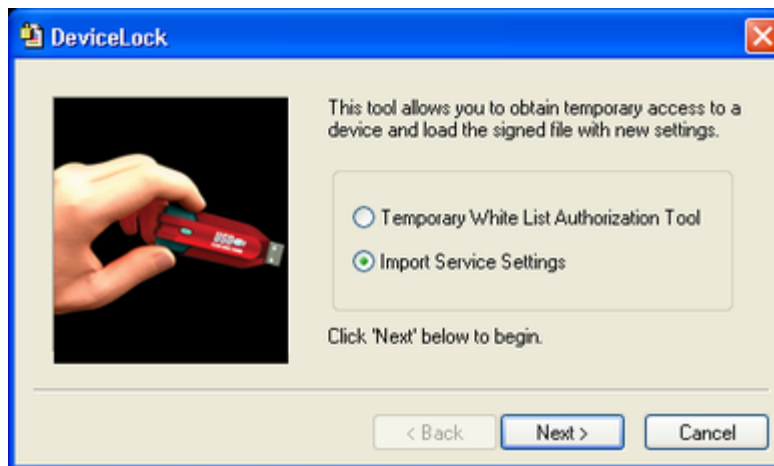 DeviceLock
This tool allows you to obtain temporary access to a
device and load the signed file with new settings.
Temporary White List Authorization Tool
Import Service Settings
Click 'Next' below to begin.
< Back
Next >
Cancel
USB